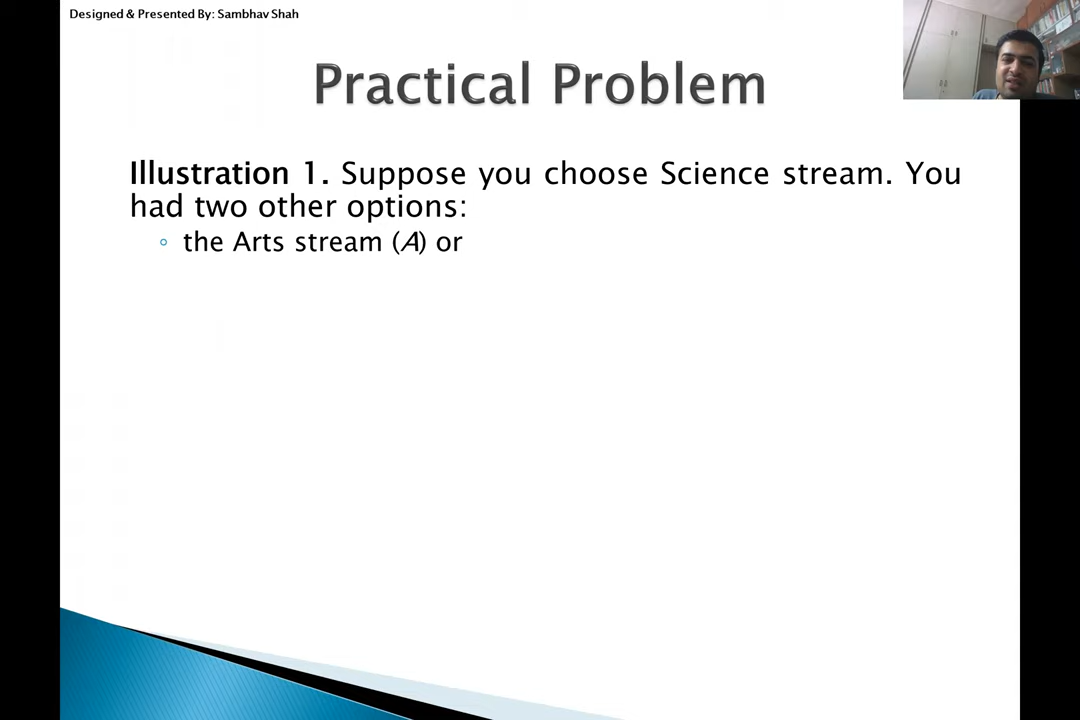 Designed & Presented By: Sambhav Shah
Practical Problem
Illustration 1. Suppose you choose Science stream. You
had two other options:
the Arts stream (A) or